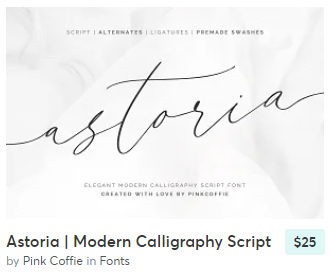 SCRIPT | ALTERNATES | LIGATURES | PREMADE SWASHES
astoria
ELEGANT MODERN CALLIGRAPHY SCRIPT FONT
CREATED WITH LOVE BY PINKCOFFIE
Astoria | Modern Calligraphy Script $25
by Pink Coffie in Fonts